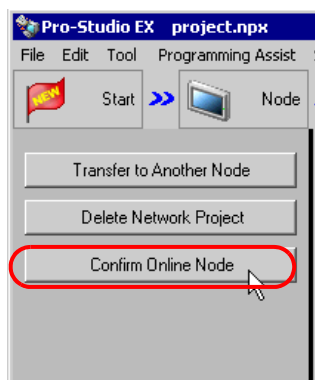 Pro-Studio EX project.npx
File Edit Tool Programming Assist
NEW Start >> Node
Transfer to Another Node
Delete Network Project
Confirm Online Node